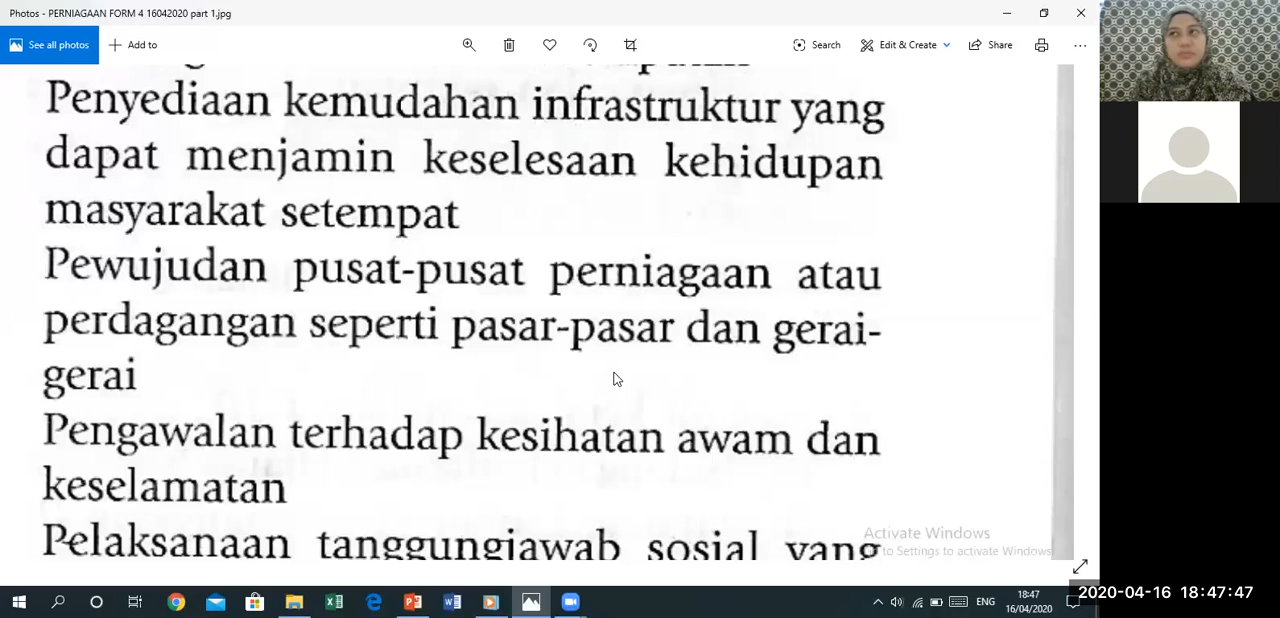 Photos - PERNIAGAAN FORM 4 16042020 part 1.jpg
See all photos
Add to
Search
Edit & Create
Share
Penyediaan kemudahan infrastruktur yang
dapat menjamin keselesaan kehidupan
masyarakat setempat
Pewujudan pusat-pusat perniagaan atau
perdagangan seperti pasar-pasar dan gerai-
gerai
Pengawalan terhadap kesihatan awam dan
keselamatan
Pelaksanaan tanggungjawab sosial yang
Activate Windows
to Settings to activate Windows
ENG
18:47
16/04/2020
2020-04-16 18:47:47